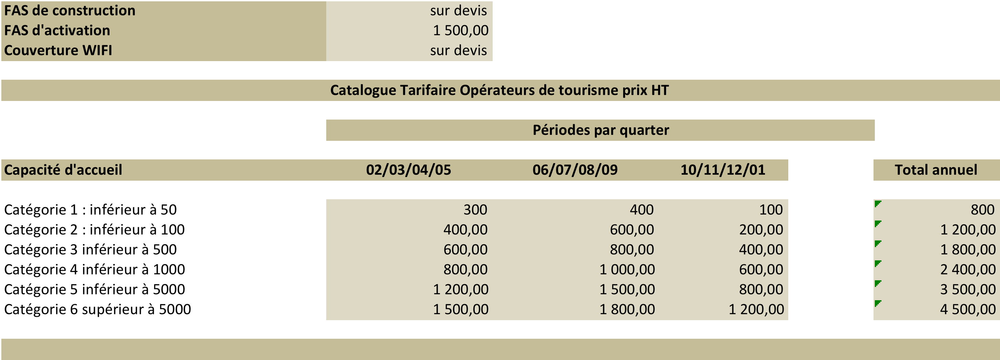 FAS de construction sur devis
FAS d'activation 1 500,00
Couverture WIFI sur devis
Catalogue Tarifaire Opérateurs de tourisme prix HT
Périodes par quarter
Capacité d'accueil 02/03/04/05 06/07/08/09 10/11/12/01 Total annuel
Catégorie 1 : inférieur à 50 300 400 100 800
Catégorie 2 : inférieur à 100 400,00 600,00 200,00 1 200,00
Catégorie 3 inférieur à 500 600,00 800,00 400,00 1 800,00
Catégorie 4 inférieur à 1000 800,00 1 000,00 600,00 2 400,00
Catégorie 5 inférieur à 5000 1 200,00 1 500,00 800,00 3 500,00
Catégorie 6 supérieur à 5000 1 500,00 1 800,00 1 200,00 4 500,00